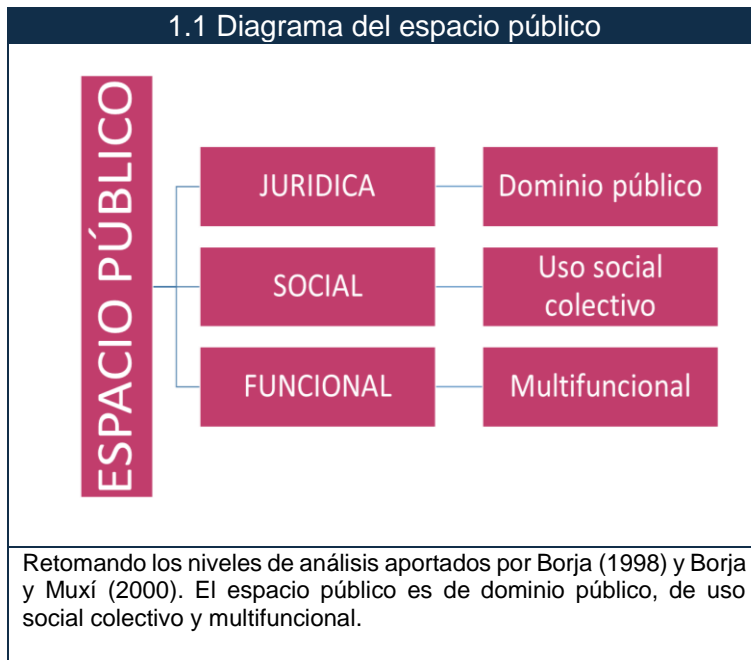 1.1 Diagrama del espacio público
ESPACIO PÚBLICO
JURIDICA
Dominio público
SOCIAL
Uso social
colectivo
FUNCIONAL
Multifuncional
Retomando los niveles de análisis aportados por Borja (1998) y Borja
y Muxí (2000). El espacio público es de dominio público, de uso
social colectivo y multifuncional.